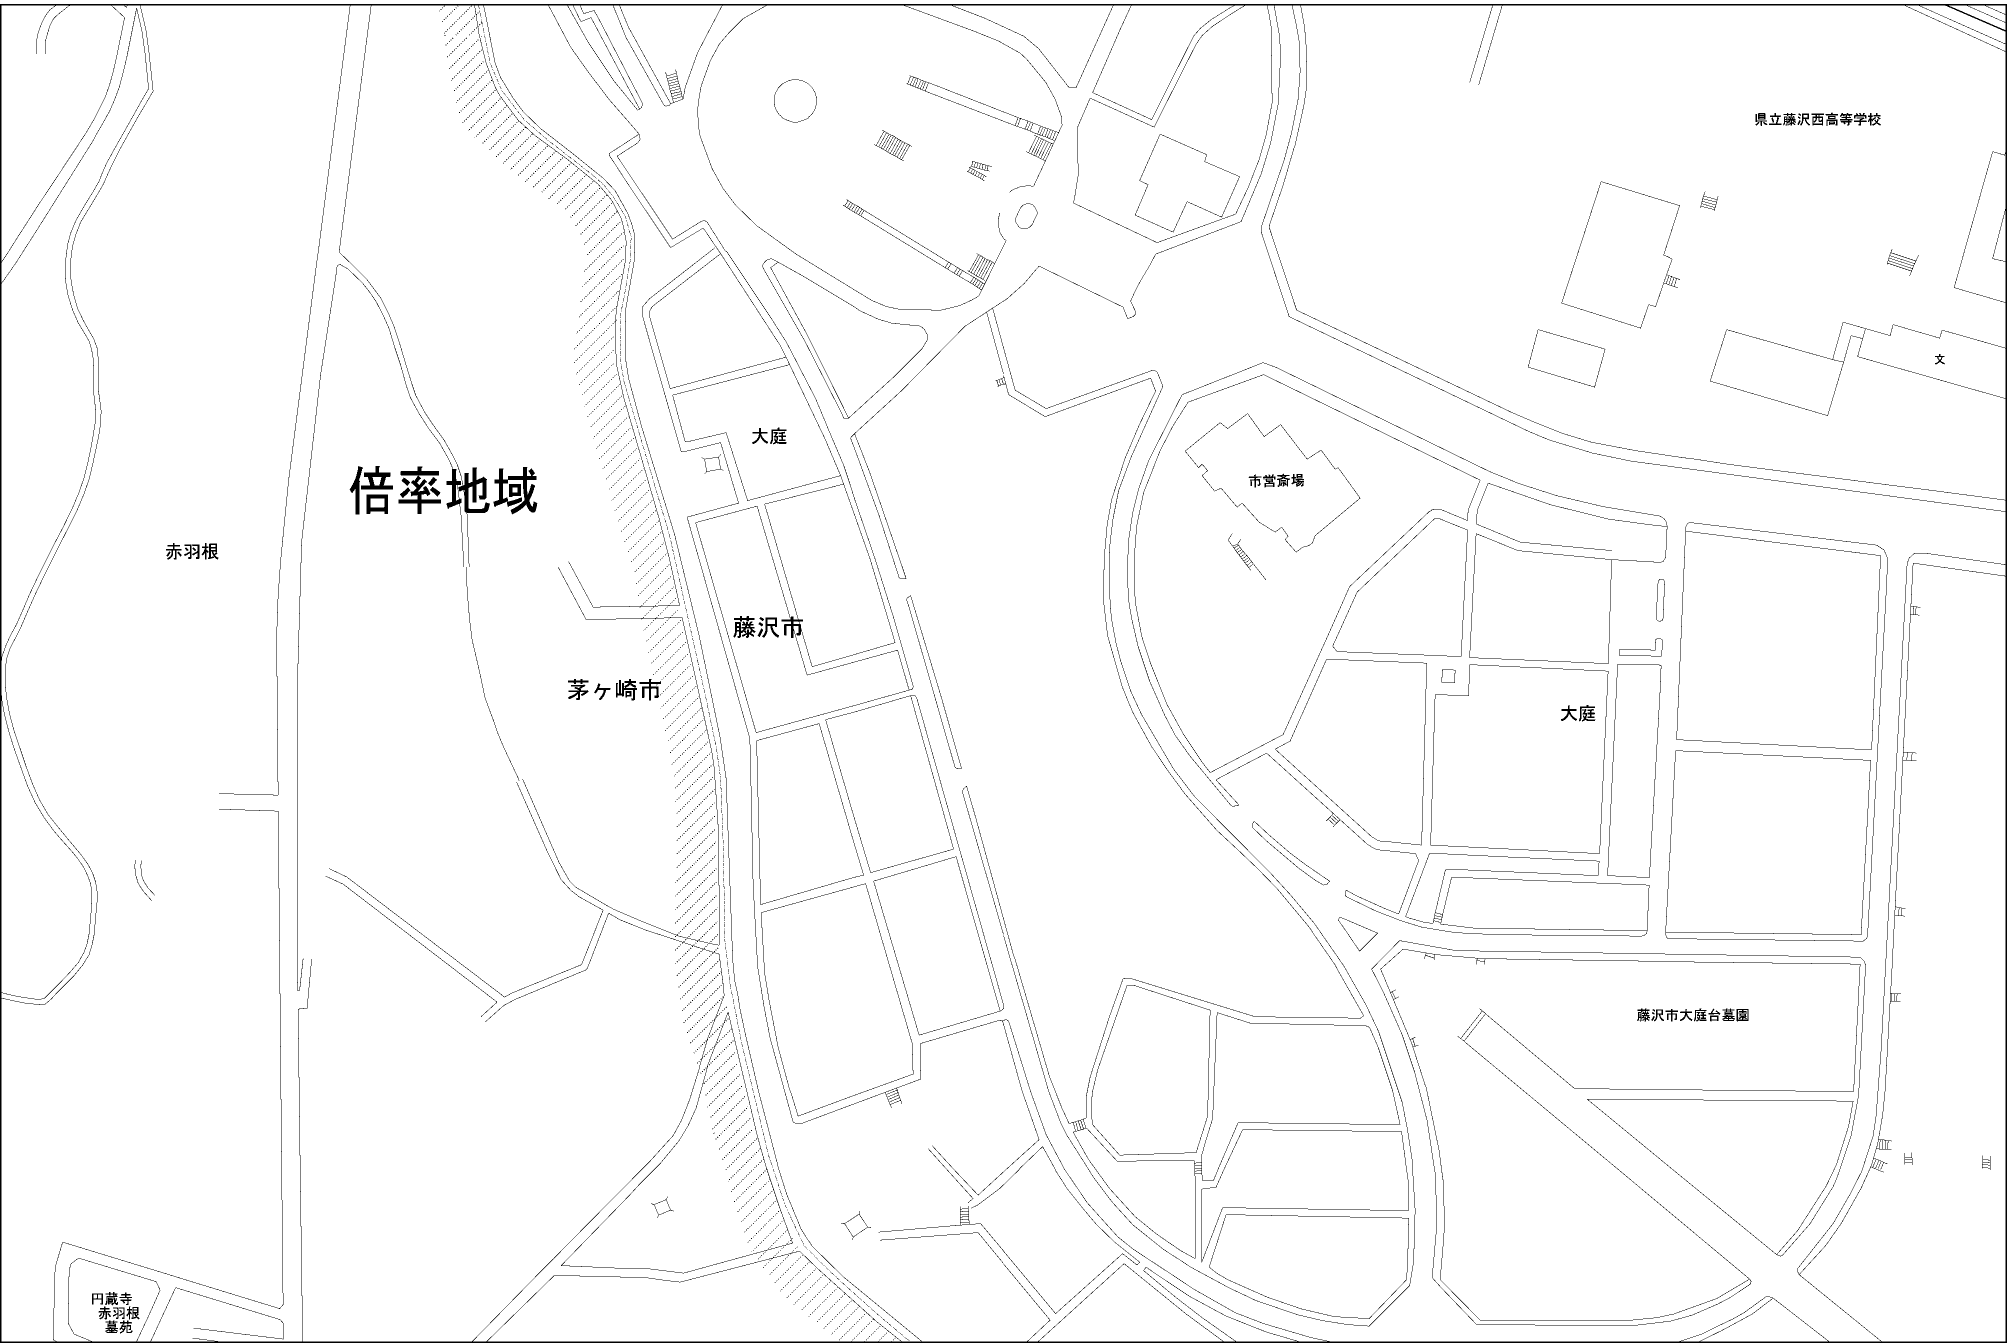 県立藤沢西高等学校
文
大庭
倍率地域
市営斎場
赤羽根
藤沢市
茅ヶ崎市
大庭
藤沢市大庭台墓園
円蔵寺
赤羽根
墓苑